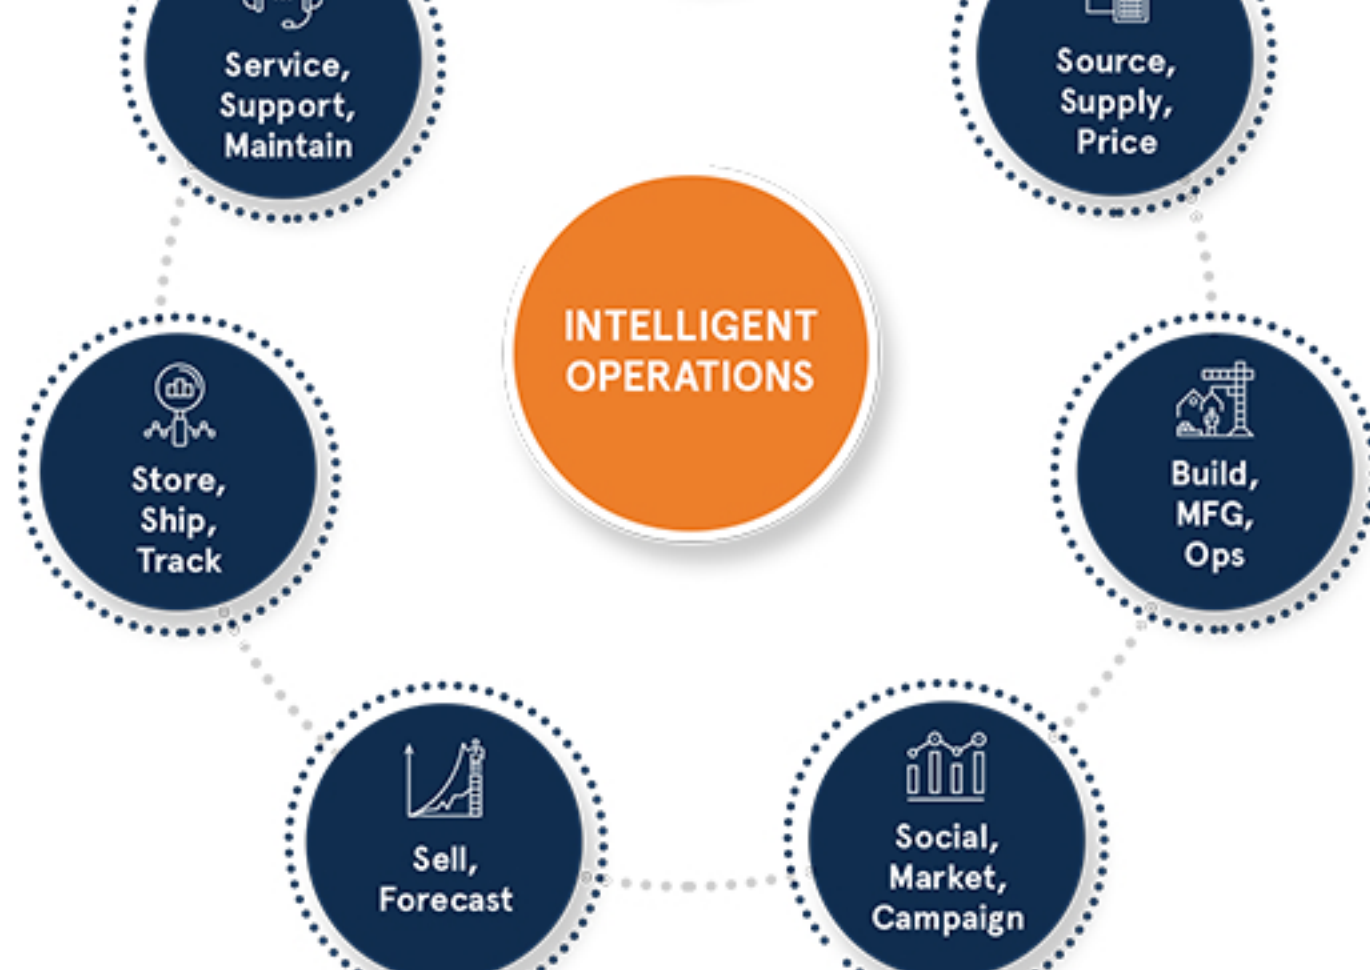 Service,
Support,
Maintain
Source,
Supply,
Price
INTELLIGENT
OPERATIONS
Store,
Ship,
Track
Build,
MFG,
Ops
Sell,
Forecast
Social,
Market,
Campaign